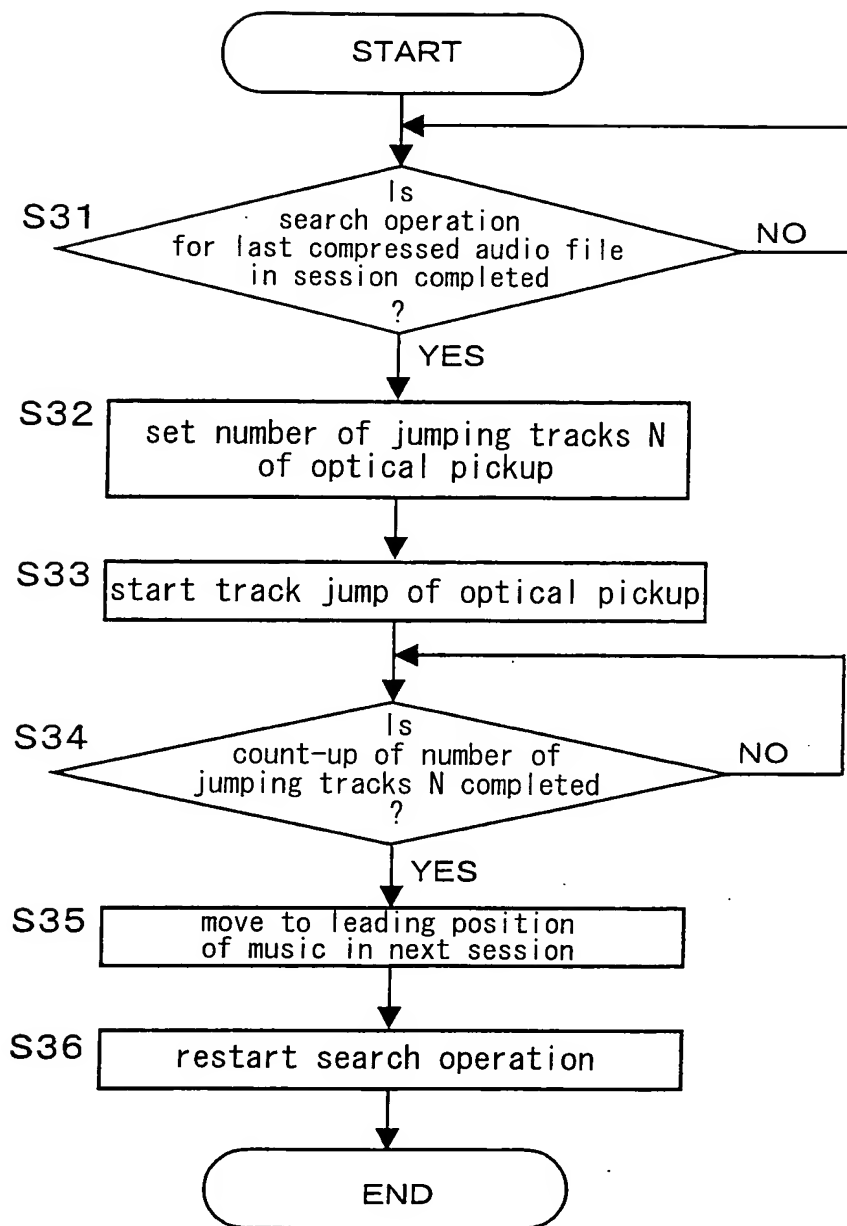 START
S31
Is
search operation
for last compressed audio file
in session completed
?
NO
YES
S32
set number of jumping tracks N
of optical pickup
S33
start track jump of optical pickup
S34
Is
count-up of number of
jumping tracks N completed
?
NO
YES
S35
move to leading position
of music in next session
S36
restart search operation
END